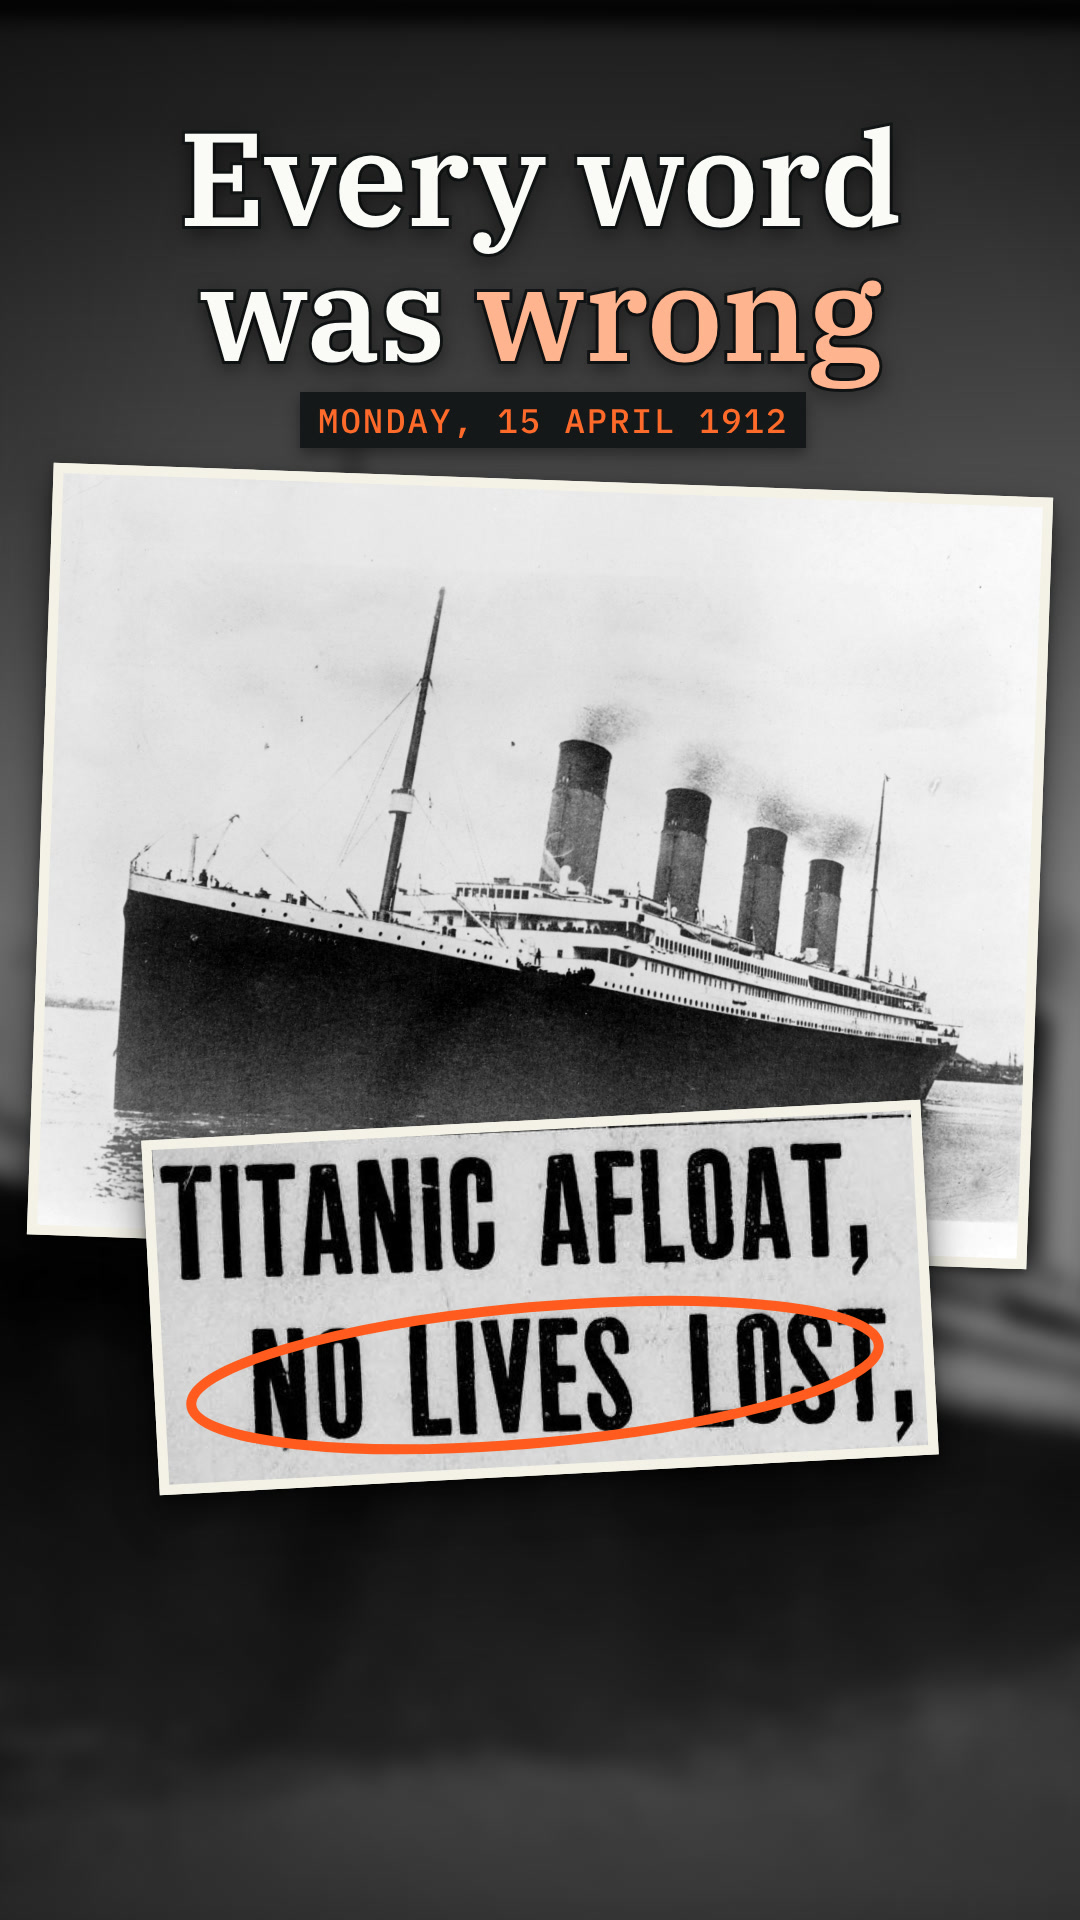 Every word
was wrong
MONDAY, 15 APRIL 1912
TITANIC AFLOAT,
NO LIVES LOST,